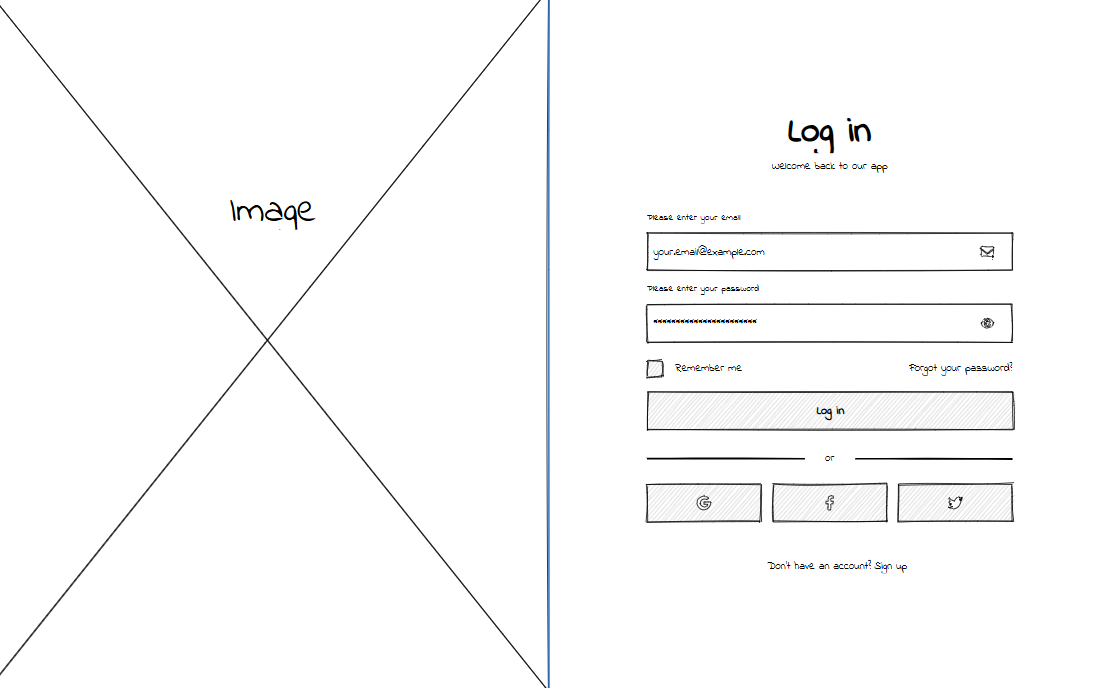 Image
Log in
Welcome back to our app
Please enter your email
your.email@example.com
Please enter your password
************************
Remember me
Forgot your password?
Log in
or
Don't have an account? Sign up